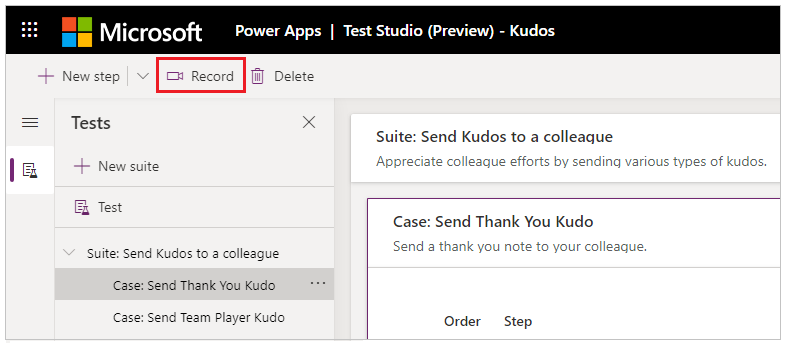 Microsoft Power Apps | Test Studio (Preview) - Kudos
New step Record Delete
Tests
New suite
Test
Suite: Send Kudos to a colleague
Case: Send Thank You Kudo ...
Case: Send Team Player Kudo
Suite: Send Kudos to a colleague
Appreciate colleague efforts by sending various types of kudos.
Case: Send Thank You Kudo
Send a thank you note to your colleague.
Order Step